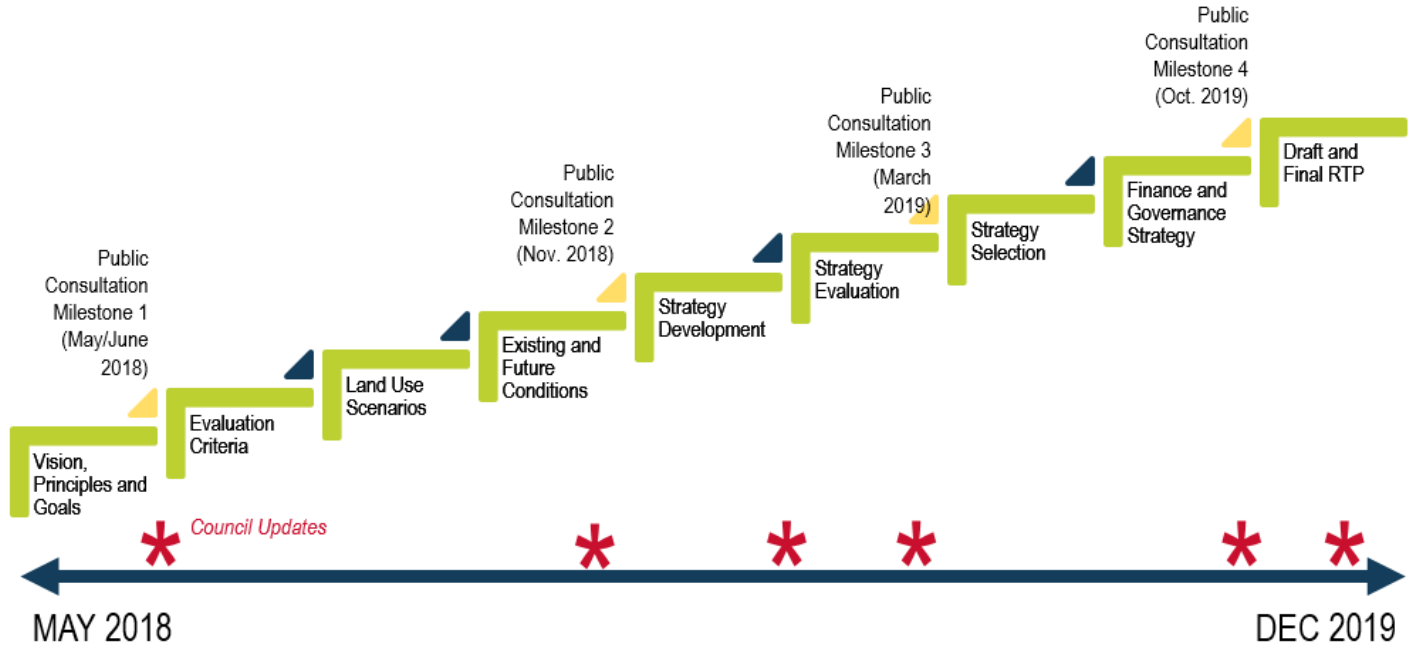 Public
Consultation
Milestone 4
(Oct. 2019)
Public
Consultation
Milestone 3
(March
2019)
Public
Consultation
Milestone 2
(Nov. 2018)
Public
Consultation
Milestone 1
(May/June
2018)
Vision,
Principles and
Goals
Evaluation
Criteria
Land Use
Scenarios
Existing and
Future
Conditions
Strategy
Development
Strategy
Evaluation
Strategy
Selection
Finance and
Governance
Strategy
Draft and
Final RTP
* Council Updates
* * * * *
MAY 2018
DEC 2019